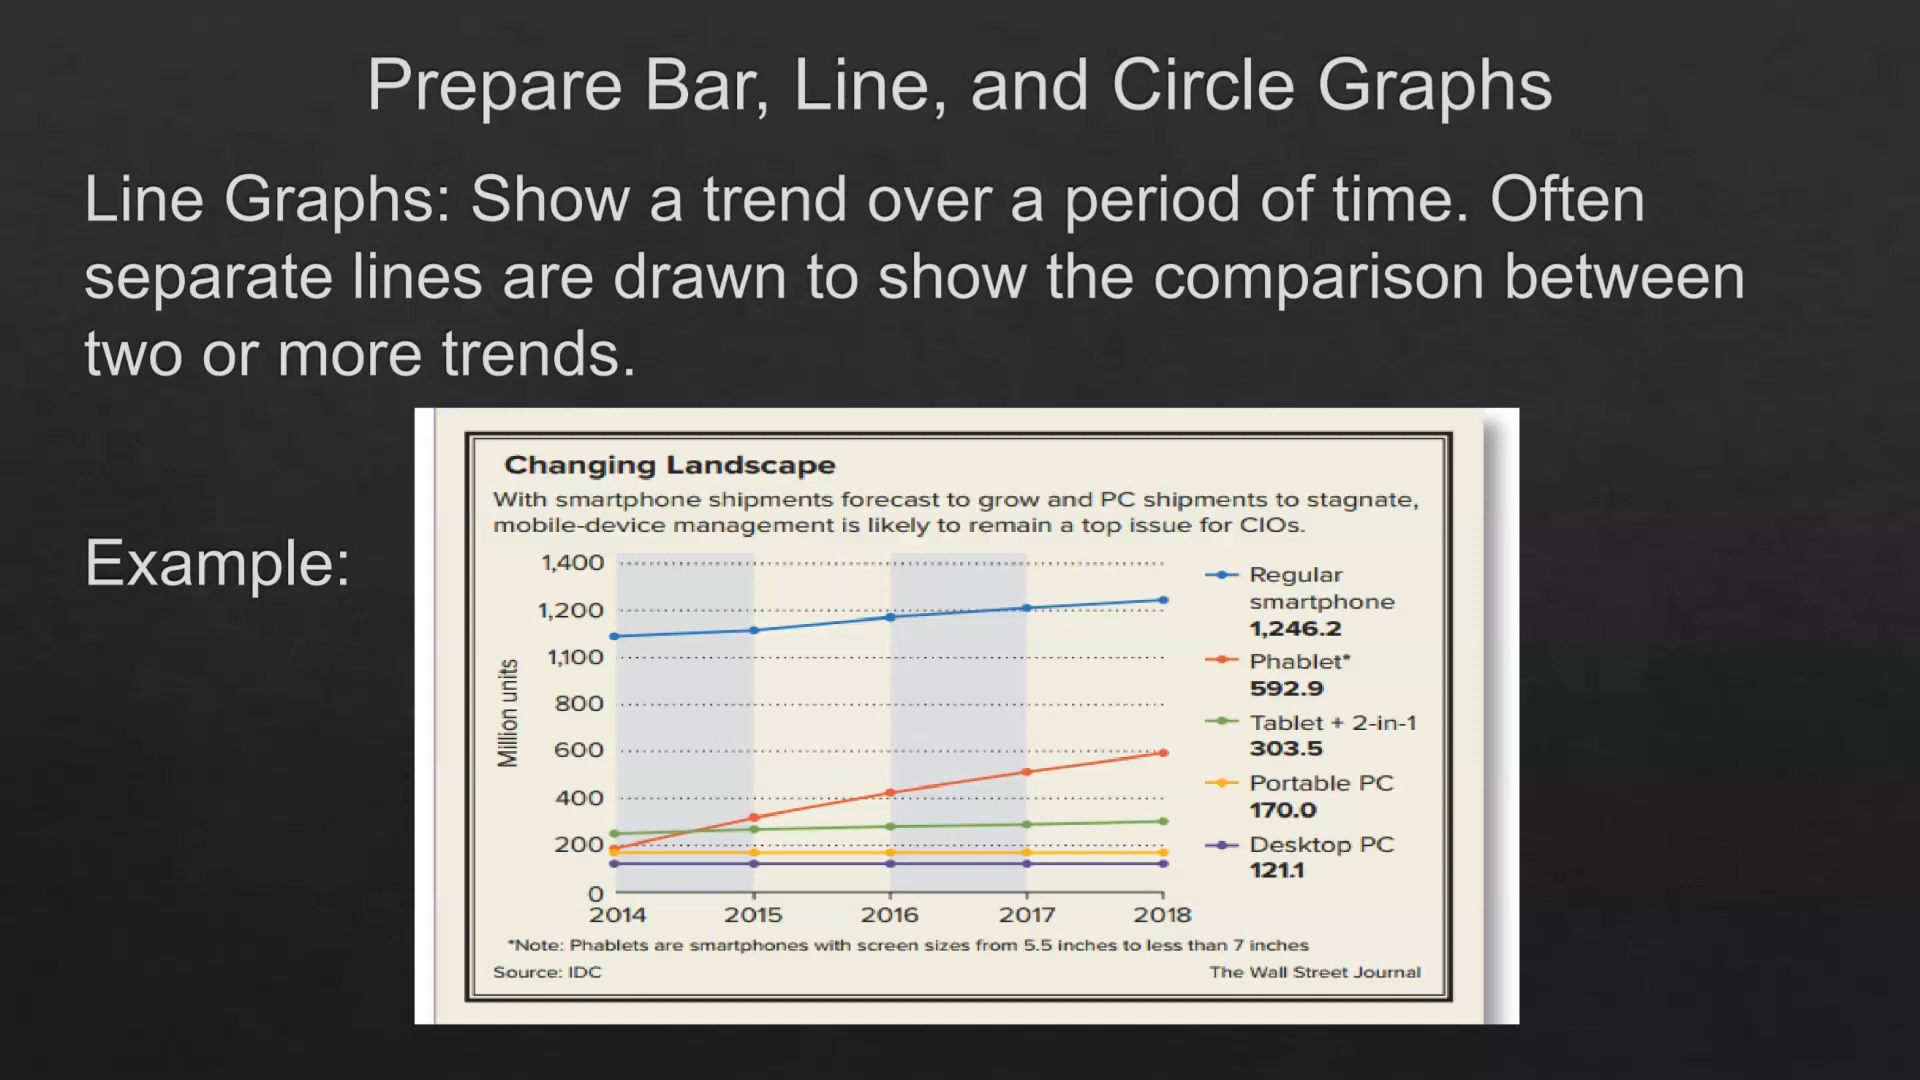 Prepare Bar, Line, and Circle Graphs
Line Graphs: Show a trend over a period of time. Often
separate lines are drawn to show the comparison between
two or more trends.
Example:
Changing Landscape
With smartphone shipments forecast to grow and PC shipments to stagnate,
mobile-device management is likely to remain a top issue for CIOs.
Million units
1,400
1,200
1,100
800
600
400
200
0
2014 2015 2016 2017 2018
Regular
smartphone
1,246.2
Phablet*
592.9
Tablet + 2-in-1
303.5
Portable PC
170.0
Desktop PC
121.1
*Note: Phablets are smartphones with screen sizes from 5.5 inches to less than 7 inches
Source: IDC The Wall Street Journal